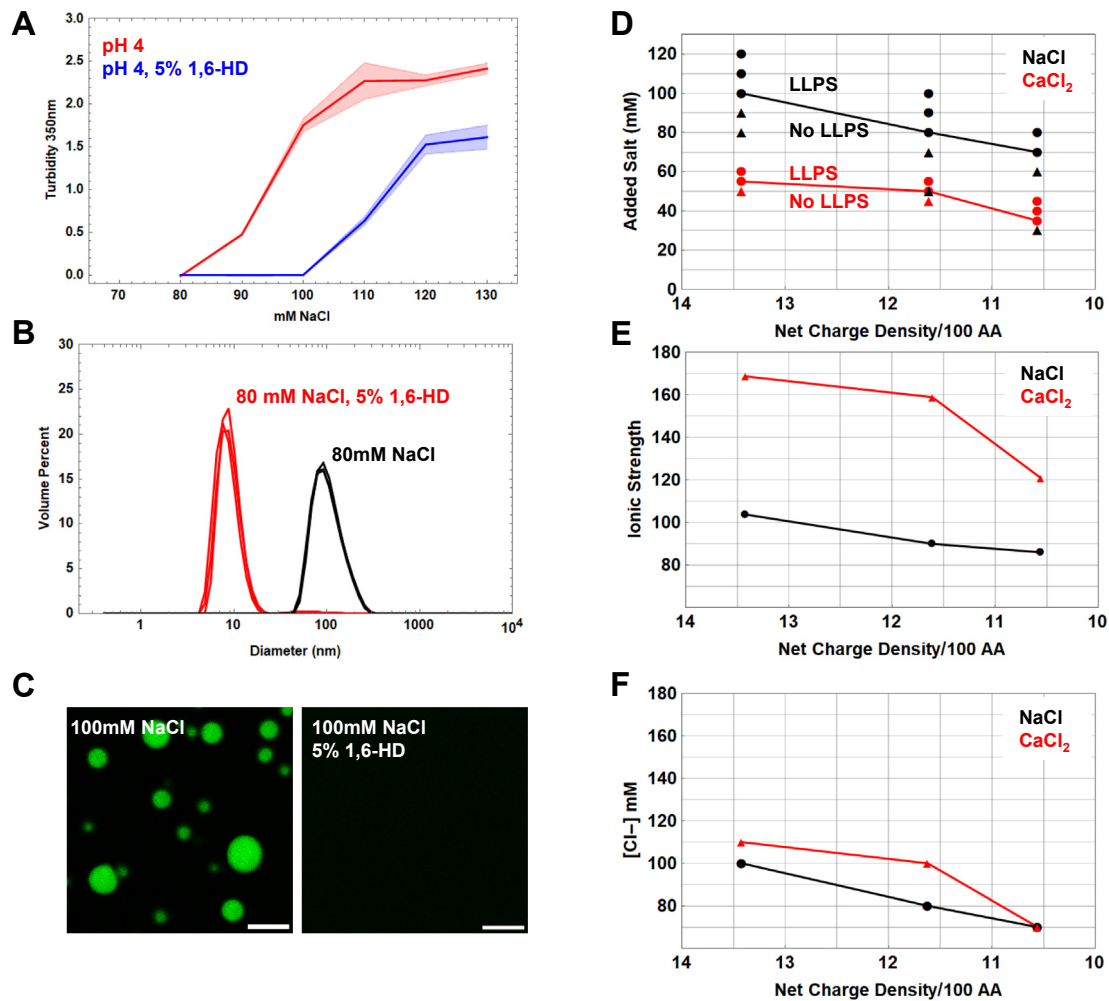 A
3.0
2.5
2.0
1.5
1.0
0.5
0.0
Turbidity 350nm
pH 4
pH 4, 5% 1,6-HD
70 80 90 100 110 120 130
mM NaCl
B
30
25
20
15
10
5
0
Volume Percent
80 mM NaCl, 5% 1,6-HD
80mM NaCl
1 10 100 1000 10⁴
Diameter (nm)
C
100mM NaCl
100mM NaCl
5% 1,6-HD
D
120
100
80
60
40
20
0
Added Salt (mM)
NaCl
CaCl₂
LLPS
No LLPS
LLPS
No LLPS
14 13 12 11 10
Net Charge Density/100 AA
E
180
160
140
120
100
80
Ionic Strength
NaCl
CaCl₂
14 13 12 11 10
Net Charge Density/100 AA
F
180
160
140
120
100
80
[Cl−] mM
NaCl
CaCl₂
14 13 12 11 10
Net Charge Density/100 AA